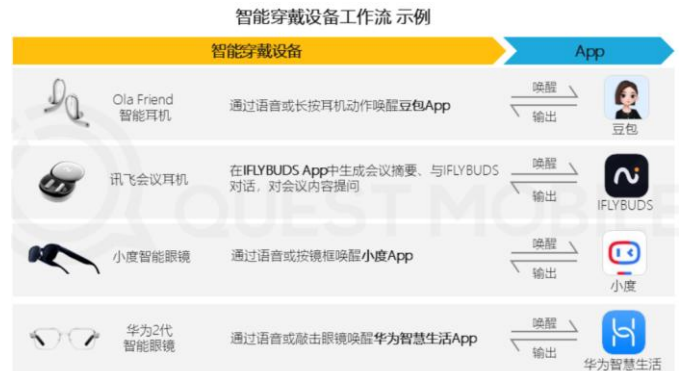 智能穿戴设备工作流 示例
智能穿戴设备
App
Ola Friend
智能耳机
通过语音或长按耳机动作唤醒豆包App
唤醒
输出
豆包
讯飞会议耳机
在IFLYBUDS App中生成会议摘要、与IFLYBUDS
对话，对会议内容提问
唤醒
输出
IFLYBUDS
小度智能眼镜
通过语音或按镜框唤醒小度App
唤醒
输出
小度
华为2代
智能眼镜
通过语音或敲击眼镜唤醒华为智慧生活App
唤醒
输出
华为智慧生活
QUEST MOBILE